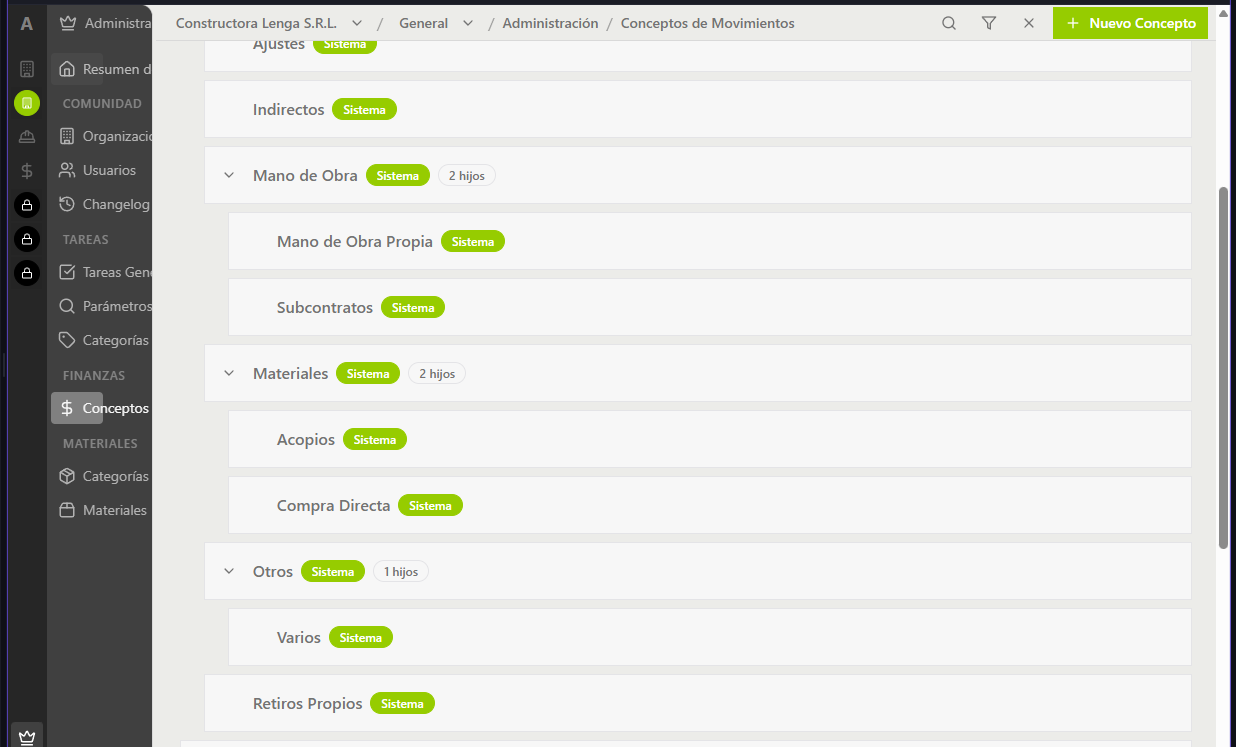 A
Administra
Constructora Lenga S.R.L. / General / Administración / Conceptos de Movimientos
+ Nuevo Concepto
Resumen d
COMUNIDAD
Organizacio
Usuarios
Changelog
TAREAS
Tareas Gene
Parámetros
Categorías
FINANZAS
$ Conceptos
MATERIALES
Categorías
Materiales
$
Ajustes Sistema
Indirectos Sistema
Mano de Obra Sistema 2 hijos
Mano de Obra Propia Sistema
Subcontratos Sistema
Materiales Sistema 2 hijos
Acopios Sistema
Compra Directa Sistema
Otros Sistema 1 hijos
Varios Sistema
Retiros Propios Sistema